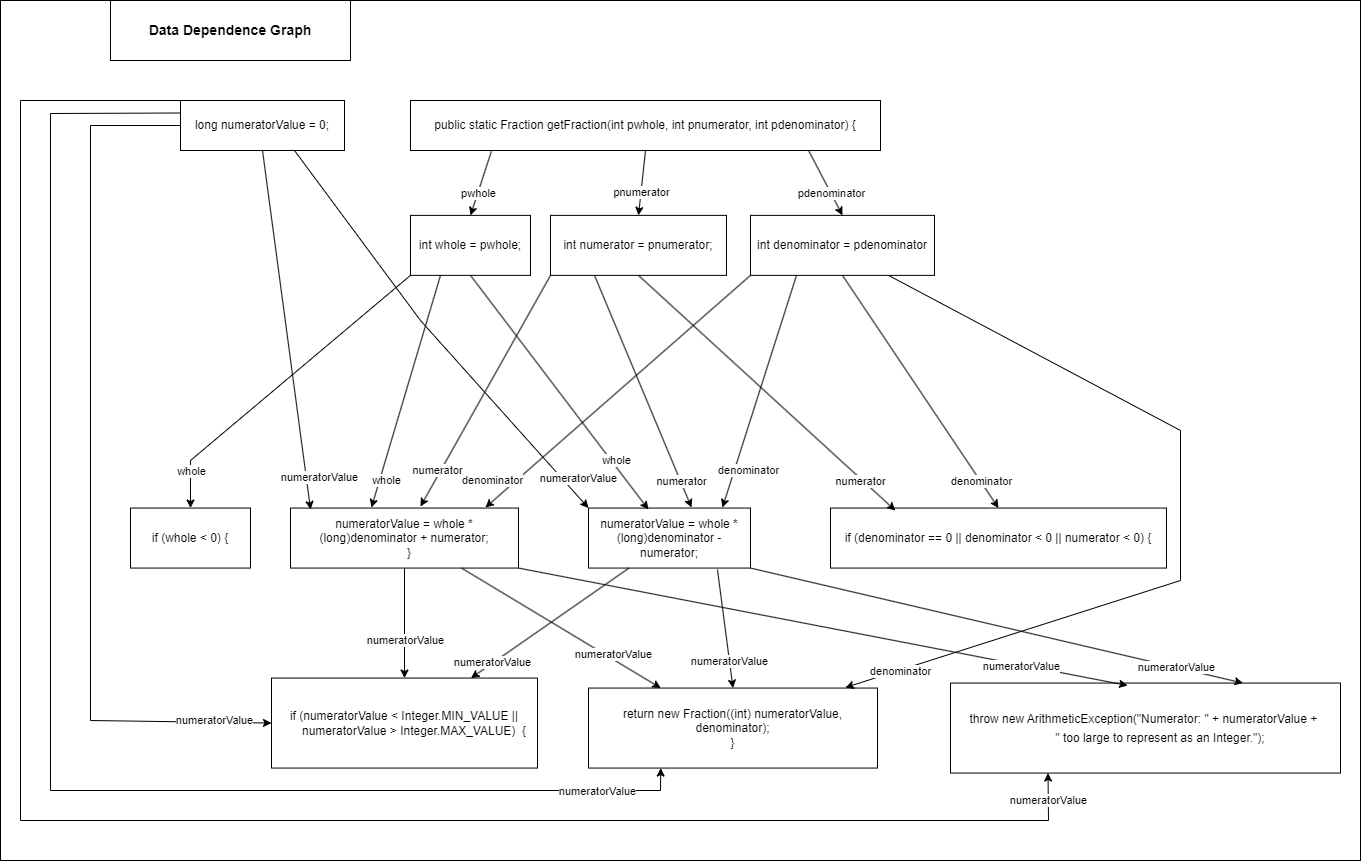 Data Dependence Graph
long numeratorValue = 0;
public static Fraction getFraction(int pwhole, int pnumerator, int pdenominator) {
pwhole
pnumerator
pdenominator
int whole = pwhole;
int numerator = pnumerator;
int denominator = pdenominator
whole
numeratorValue
whole
numerator
denominator
numeratorValue
whole
numerator
denominator
numerator
denominator
if (whole < 0) {
numeratorValue = whole *
(long)denominator + numerator;
}
numeratorValue = whole *
(long)denominator -
numerator;
if (denominator == 0 || denominator < 0 || numerator < 0) {
numeratorValue
numeratorValue
numeratorValue
numeratorValue
denominator
numeratorValue
numeratorValue
numeratorValue
if (numeratorValue < Integer.MIN_VALUE ||
numeratorValue > Integer.MAX_VALUE) {
return new Fraction((int) numeratorValue,
denominator);
}
throw new ArithmeticException("Numerator: " + numeratorValue +
" too large to represent as an Integer.");
numeratorValue
numeratorValue